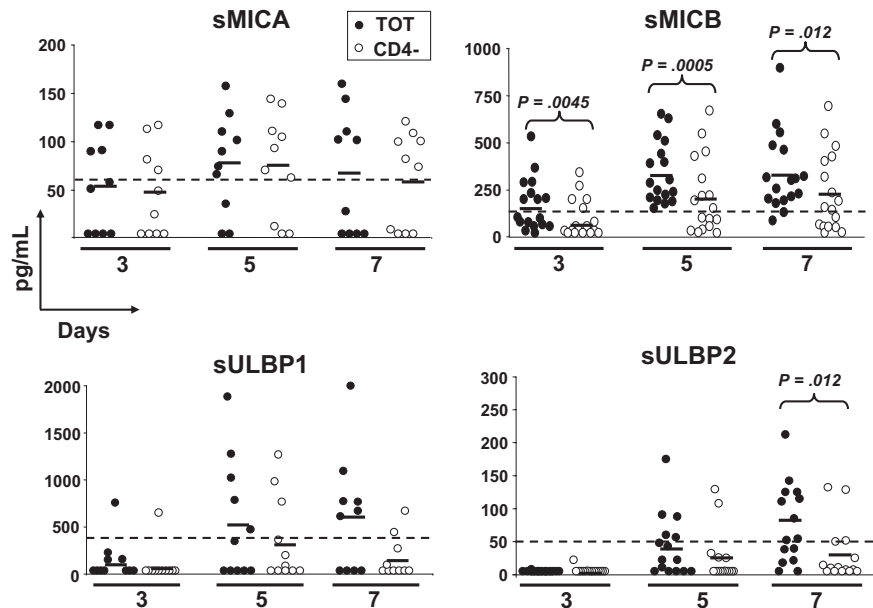 sMICA
TOT
CD4-
200
150
100
50
0
3
5
7
pg/mL
Days
sMICB
P = .0045
P = .0005
P = .012
1000
750
500
250
0
3
5
7
sULBP1
2000
1500
1000
500
0
3
5
7
sULBP2
P = .012
300
250
200
150
100
50
0
3
5
7